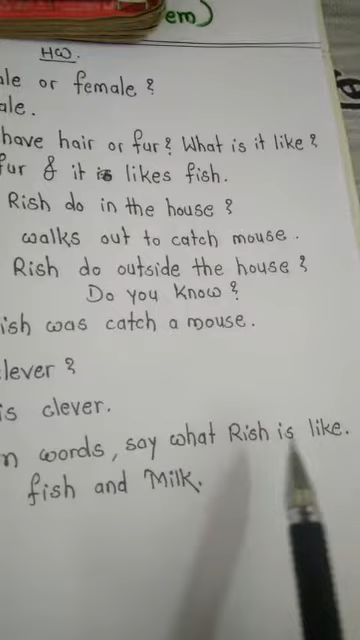 em)
HW.
ale or female ?
ale.
have hair or fur? What is it like ?
fur & it is likes fish.
Rish do in the house ?
walks out to catch mouse.
Rish do outside the house ?
Do you know ?
ish was catch a mouse.
lever ?
is clever.
n words, say what Rish is like.
fish and Milk.